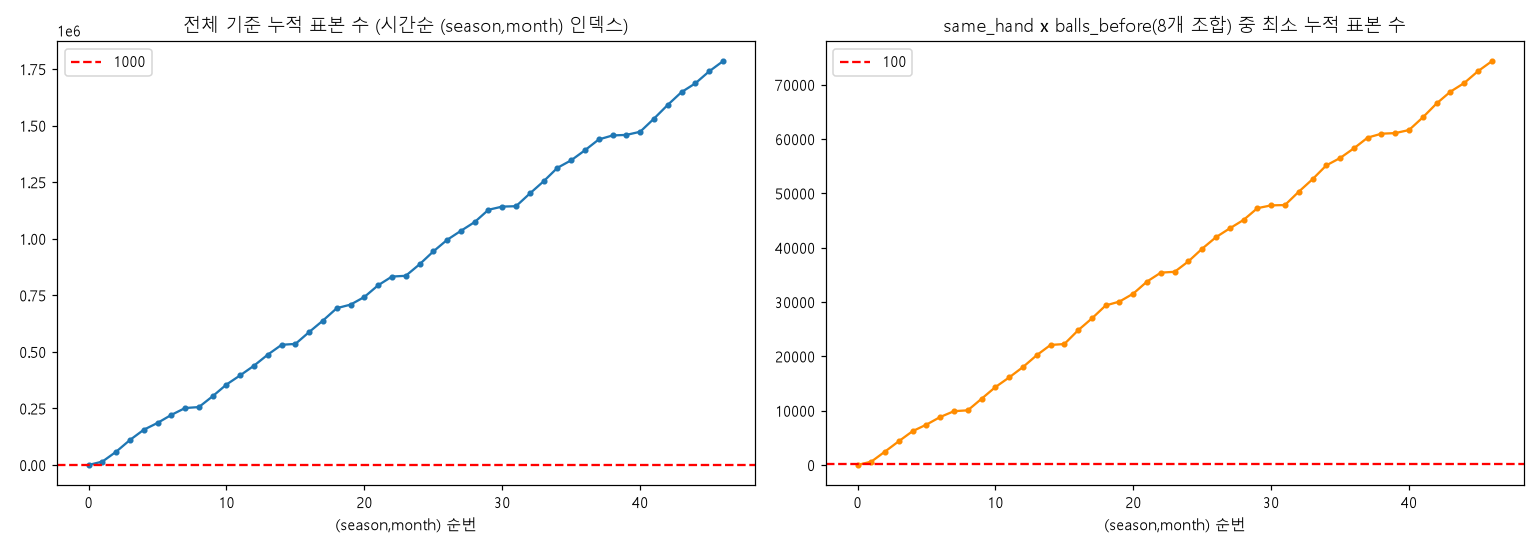 전체 기준 누적 표본 수 (시간순 (season,month) 인덱스)
1e6
1000
1.75
1.50
1.25
1.00
0.75
0.50
0.25
0.00
0 10 20 30 40
(season,month) 순번
same_hand x balls_before(8개 조합) 중 최소 누적 표본 수
100
70000
60000
50000
40000
30000
20000
10000
0
0 10 20 30 40
(season,month) 순번